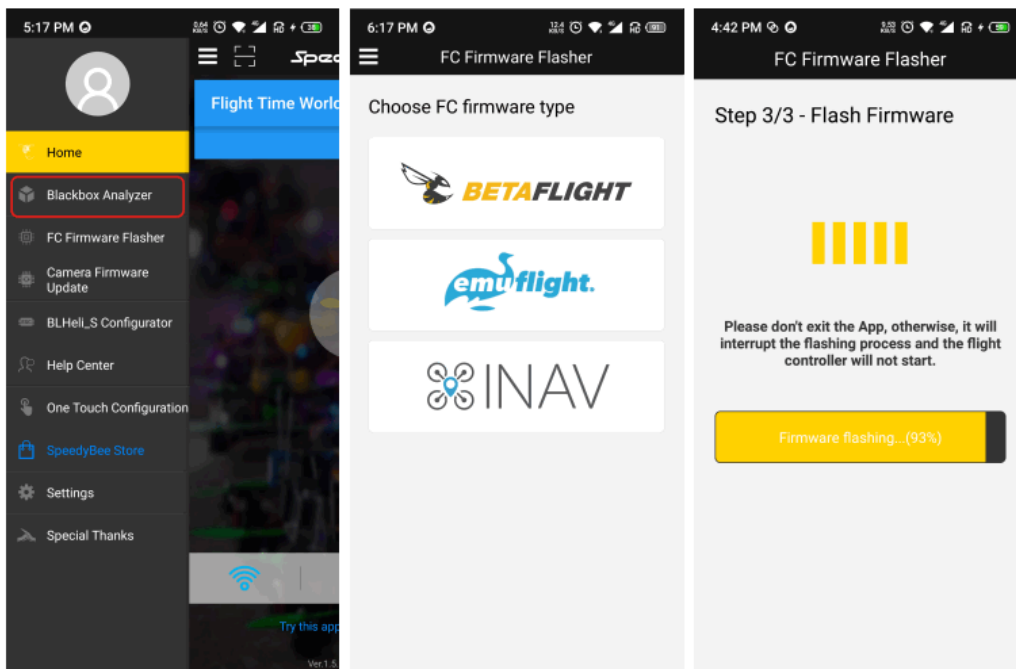 5:17 PM
Spee
Flight Time World
Home
Blackbox Analyzer
FC Firmware Flasher
Camera Firmware
Update
BLHeli_S Configurator
Help Center
One Touch Configuration
SpeedyBee Store
Settings
Special Thanks
Try this app
Ver.1.5.
6:17 PM
FC Firmware Flasher
Choose FC firmware type
BETAFLIGHT
emuflight.
INAV
4:42 PM
FC Firmware Flasher
Step 3/3 - Flash Firmware
Please don't exit the App, otherwise, it will
interrupt the flashing process and the flight
controller will not start.
Firmware flashing...(93%)